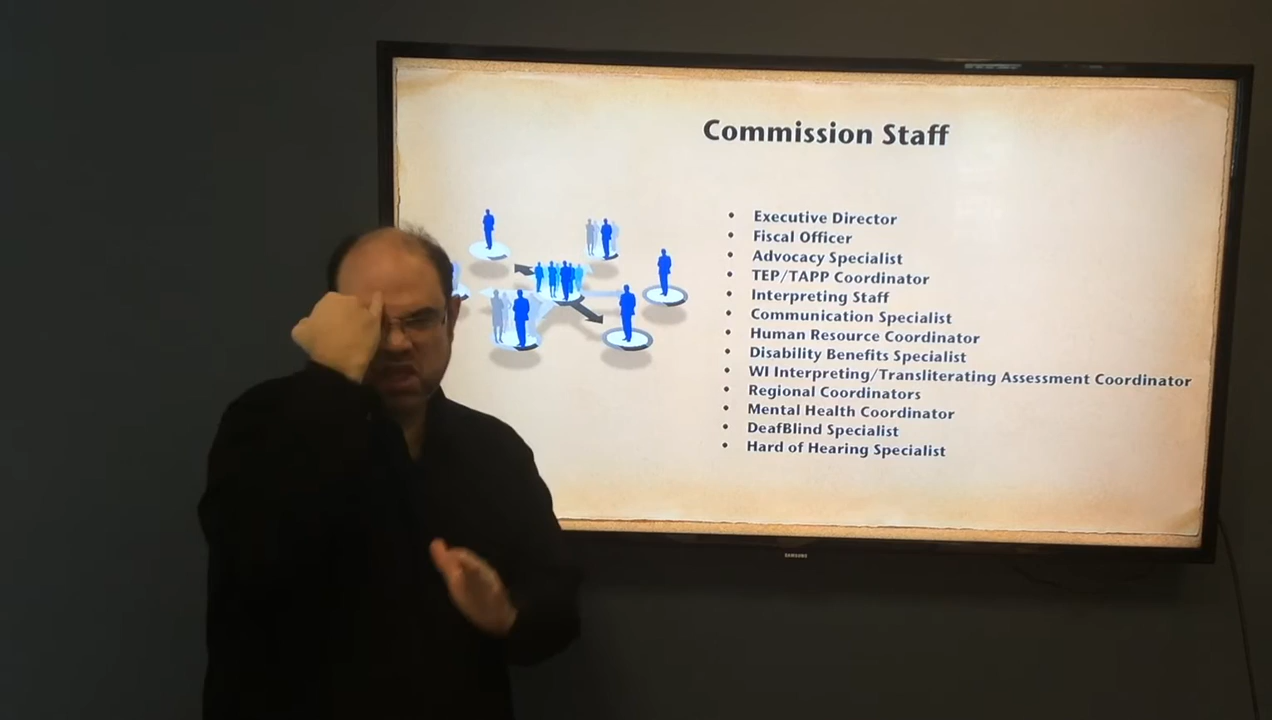 Commission Staff
• Executive Director
• Fiscal Officer
• Advocacy Specialist
• TEP/TAPP Coordinator
• Interpreting Staff
• Communication Specialist
• Human Resource Coordinator
• Disability Benefits Specialist
• WI Interpreting/Transliterating Assessment Coordinator
• Regional Coordinators
• Mental Health Coordinator
• DeafBlind Specialist
• Hard of Hearing Specialist
SAMSUNG